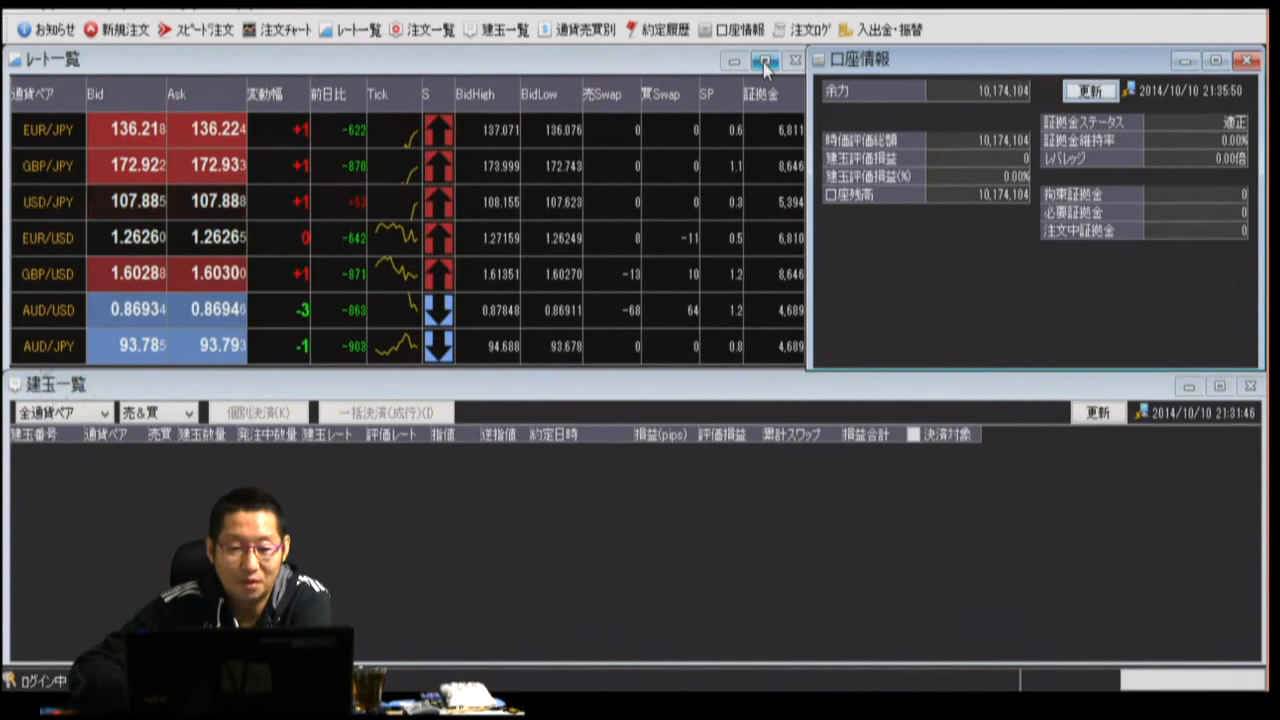 お知らせ 新規注文 スピード注文 注文チャート レート一覧 注文一覧 建玉一覧 通貨売買別 約定履歴 口座情報 注文ログ 入出金・振替
レート一覧
通貨ペア Bid Ask 変動幅 前日比 Tick S BidHigh BidLow 売Swap 買Swap SP 証拠金
EUR/JPY 136.218 136.224 +1 -622 137.071 136.076 0 0 0.6 6,811
GBP/JPY 172.922 172.933 +1 -870 173.999 172.743 0 0 1.1 8,646
USD/JPY 107.885 107.888 +1 +53 108.155 107.623 0 0 0.3 5,394
EUR/USD 1.26260 1.26265 0 -642 1.27159 1.26249 8 -11 0.5 6,810
GBP/USD 1.60288 1.60300 +1 -871 1.61351 1.60270 -13 10 1.2 8,646
AUD/USD 0.86934 0.86946 -3 -863 0.87848 0.86911 -68 64 1.2 4,689
AUD/JPY 93.785 93.793 -1 -903 94.688 93.678 0 0 0.8 4,689
口座情報
余力 10,174,104 更新 2014/10/10 21:35:50
証拠金ステータス 適正
時価評価総額 10,174,104 証拠金維持率 0.00%
建玉評価損益 0 レバレッジ 0.00倍
建玉評価損益(%) 0.00%
口座残高 10,174,104 拘束証拠金 0
必要証拠金 0
注文中証拠金 0
建玉一覧
全通貨ペア 売&買 個別決済(K) 一括決済(成行)(I) 更新 2014/10/10 21:31:46
建玉番号 通貨ペア 売買 建玉数量 発注中数量 建玉レート 評価レート 指値 逆指値 約定日時 損益(pips) 評価損益 累計スワップ 損益合計 決済対象
ログイン中